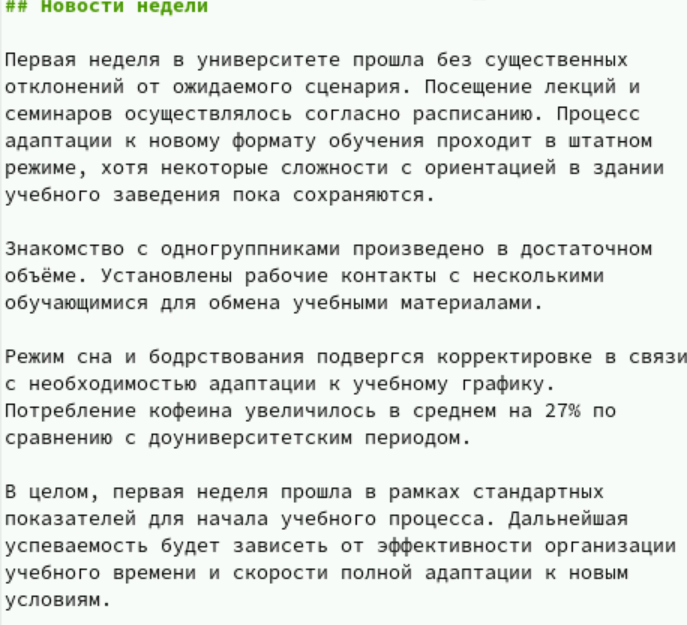 ## Новости недели
Первая неделя в университете прошла без существенных
отклонений от ожидаемого сценария. Посещение лекций и
семинаров осуществлялось согласно расписанию. Процесс
адаптации к новому формату обучения проходит в штатном
режиме, хотя некоторые сложности с ориентацией в здании
учебного заведения пока сохраняются.
Знакомство с одногруппниками произведено в достаточном
объёме. Установлены рабочие контакты с несколькими
обучающимися для обмена учебными материалами.
Режим сна и бодрствования подвергся корректировке в связи
с необходимостью адаптации к учебному графику.
Потребление кофеина увеличилось в среднем на 27% по
сравнению с доуниверситетским периодом.
В целом, первая неделя прошла в рамках стандартных
показателей для начала учебного процесса. Дальнейшая
успеваемость будет зависеть от эффективности организации
учебного времени и скорости полной адаптации к новым
условиям.